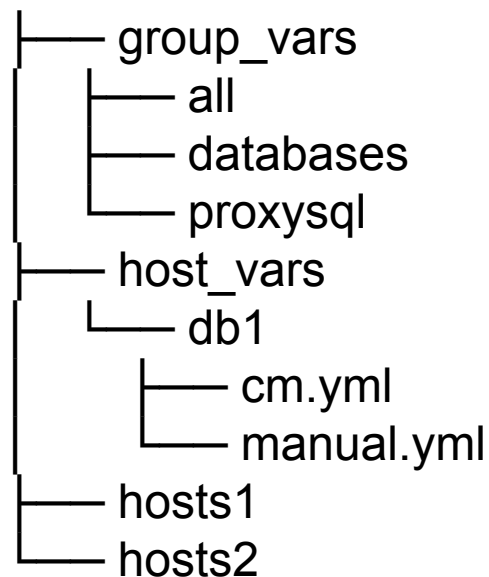 group_vars
all
databases
proxysql
host_vars
db1
cm.yml
manual.yml
hosts1
hosts2